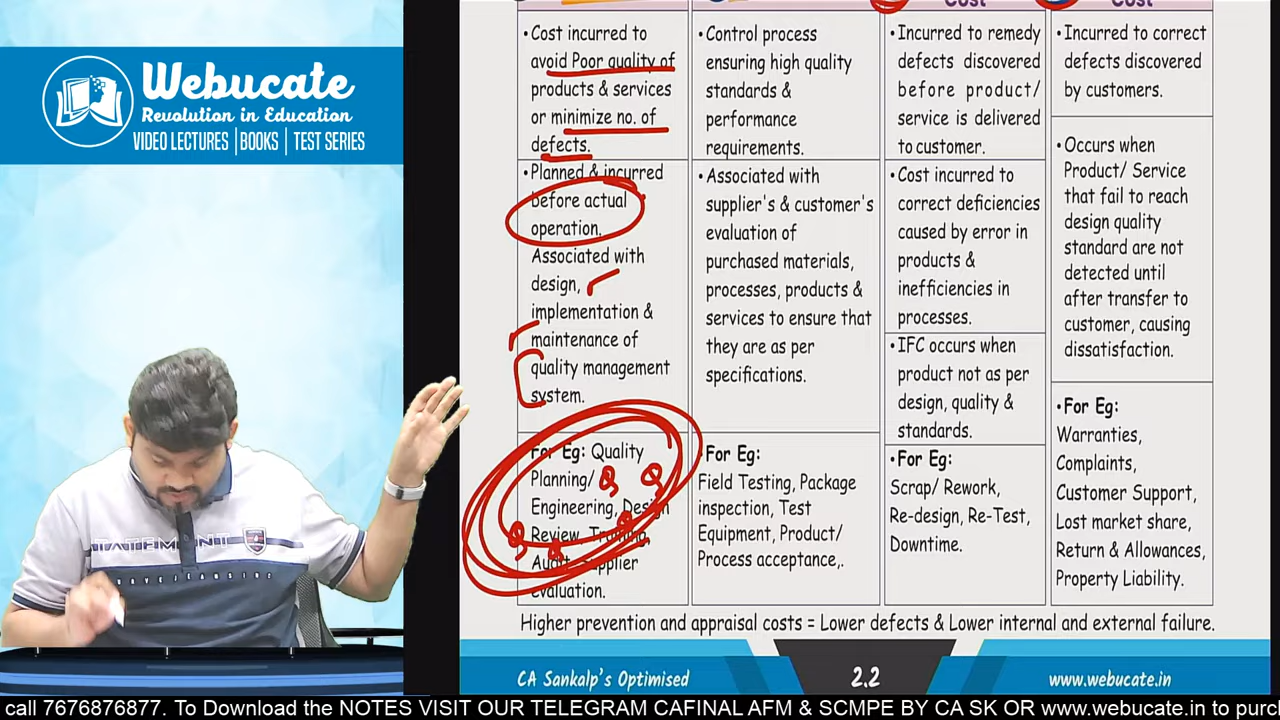 Webucate
Revolution in Education
VIDEO LECTURES | BOOKS | TEST SERIES
Cost
Cost
• Cost incurred to
avoid Poor quality of
products & services
or minimize no. of
defects.
• Planned & incurred
before actual
operation.
Associated with
design,
implementation &
maintenance of
quality management
system.
For Eg: Quality
Planning/
Engineering, Design
Review, Training,
Audit, Supplier
evaluation.
• Control process
ensuring high quality
standards &
performance
requirements.
• Associated with
supplier's & customer's
evaluation of
purchased materials,
processes, products &
services to ensure that
they are as per
specifications.
• For Eg:
Field Testing, Package
inspection, Test
Equipment, Product/
Process acceptance,.
• Incurred to remedy
defects discovered
before product/
service is delivered
to customer.
• Cost incurred to
correct deficiencies
caused by error in
products &
inefficiencies in
processes.
• IFC occurs when
product not as per
design, quality &
standards.
• For Eg:
Scrap/ Rework,
Re-design, Re-Test,
Downtime.
• Incurred to correct
defects discovered
by customers.
• Occurs when
Product/ Service
that fail to reach
design quality
standard are not
detected until
after transfer to
customer, causing
dissatisfaction.
• For Eg:
Warranties,
Complaints,
Customer Support,
Lost market share,
Return & Allowances,
Property Liability.
Higher prevention and appraisal costs = Lower defects & Lower internal and external failure.
CA Sankalp's Optimised
2.2
www.webucate.in
TATEMENT
call 7676876877. To Download the NOTES VISIT OUR TELEGRAM CAFINAL AFM & SCMPE BY CA SK OR www.webucate.in to purc